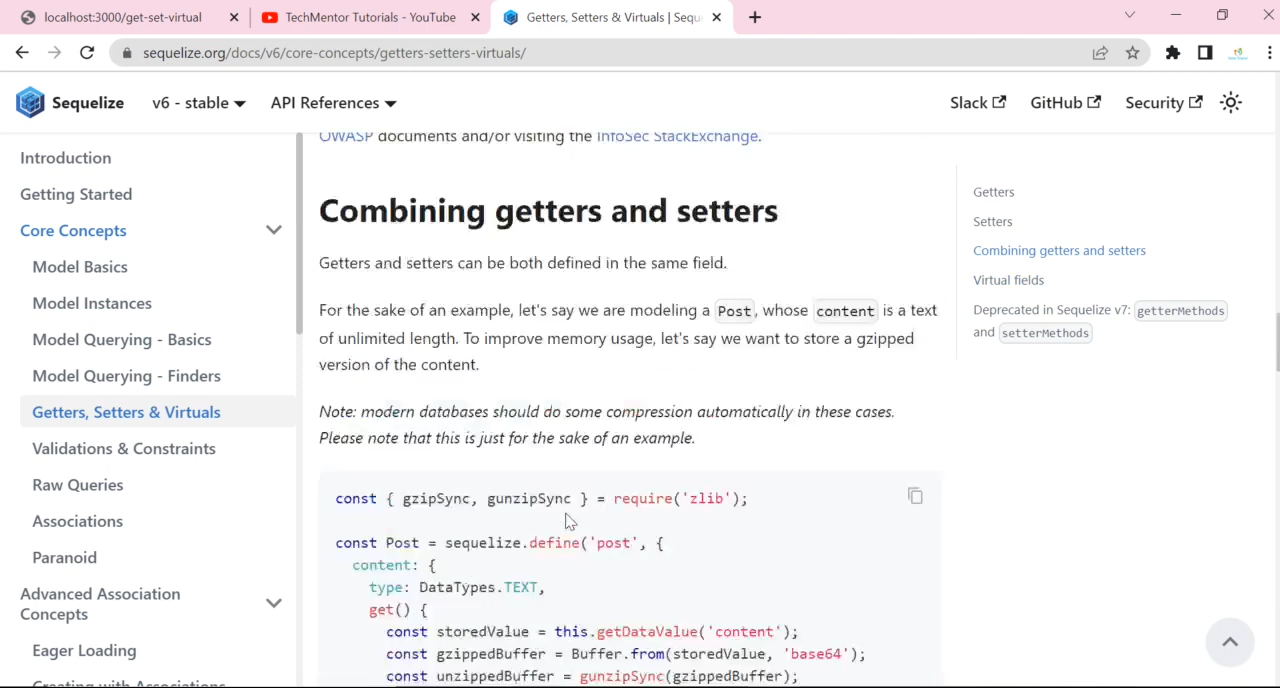 localhost:3000/get-set-virtual
TechMentor Tutorials - YouTube
Getters, Setters & Virtuals | Sequ
sequelize.org/docs/v6/core-concepts/getters-setters-virtuals/
Sequelize
v6 - stable
API References
Slack
GitHub
Security
Introduction
Getting Started
Core Concepts
Model Basics
Model Instances
Model Querying - Basics
Model Querying - Finders
Getters, Setters & Virtuals
Validations & Constraints
Raw Queries
Associations
Paranoid
Advanced Association
Concepts
Eager Loading
Creating with Associations
OWASP documents and/or visiting the InfoSec StackExchange.
Combining getters and setters
Getters and setters can be both defined in the same field.
For the sake of an example, let's say we are modeling a Post, whose content is a text
of unlimited length. To improve memory usage, let's say we want to store a gzipped
version of the content.
Note: modern databases should do some compression automatically in these cases.
Please note that this is just for the sake of an example.
const { gzipSync, gunzipSync } = require('zlib');
const Post = sequelize.define('post', {
content: {
type: DataTypes.TEXT,
get() {
const storedValue = this.getDataValue('content');
const gzippedBuffer = Buffer.from(storedValue, 'base64');
const unzippedBuffer = gunzipSync(gzippedBuffer);
Getters
Setters
Combining getters and setters
Virtual fields
Deprecated in Sequelize v7: getterMethods
and setterMethods